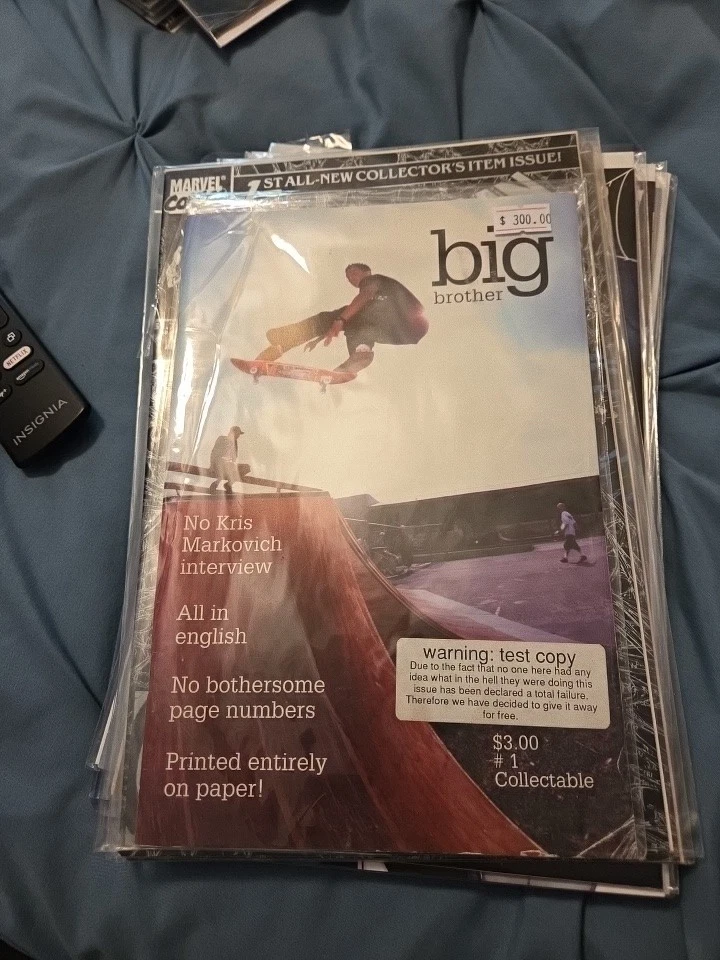 MARVEL
1ST ALL-NEW COLLECTOR'S ITEM ISSUE!
$ 300.00
big
brother
NETFLIX
INSIGNIA
No Kris
Markovich
interview
All in
english
No bothersome
page numbers
Printed entirely
on paper!
warning: test copy
Due to the fact that no one here had any
idea what in the hell they were doing this
issue has been declared a total failure.
Therefore we have decided to give it away
for free.
$3.00
# 1
Collectable